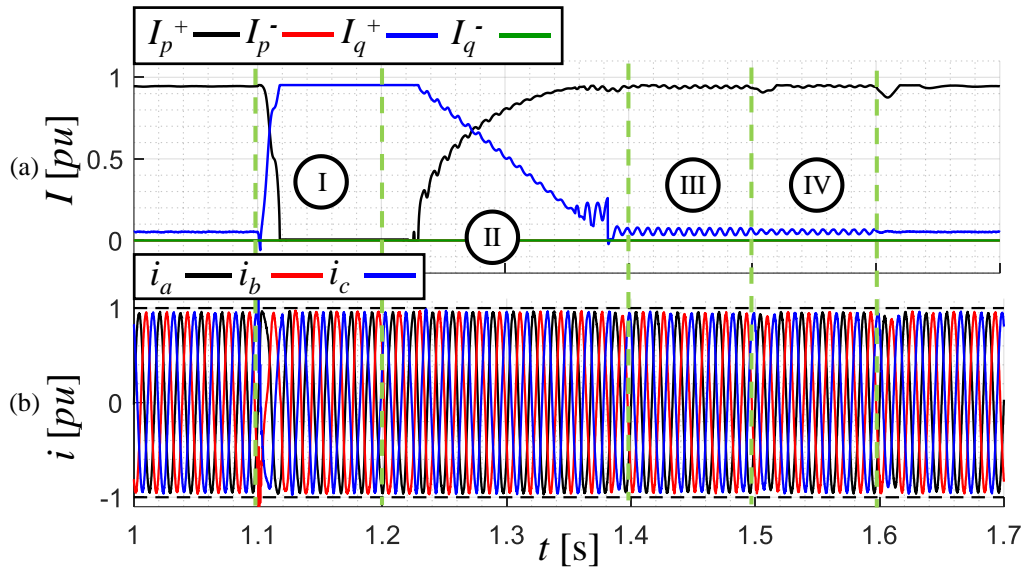 I_p^+ I_p^- I_q^+ I_q^-
1
0.5
0
(a)
I [pu]
I
II
III
IV
i_a i_b i_c
1
0
-1
(b)
i [pu]
1 1.1 1.2 1.3 1.4 1.5 1.6 1.7
t [s]